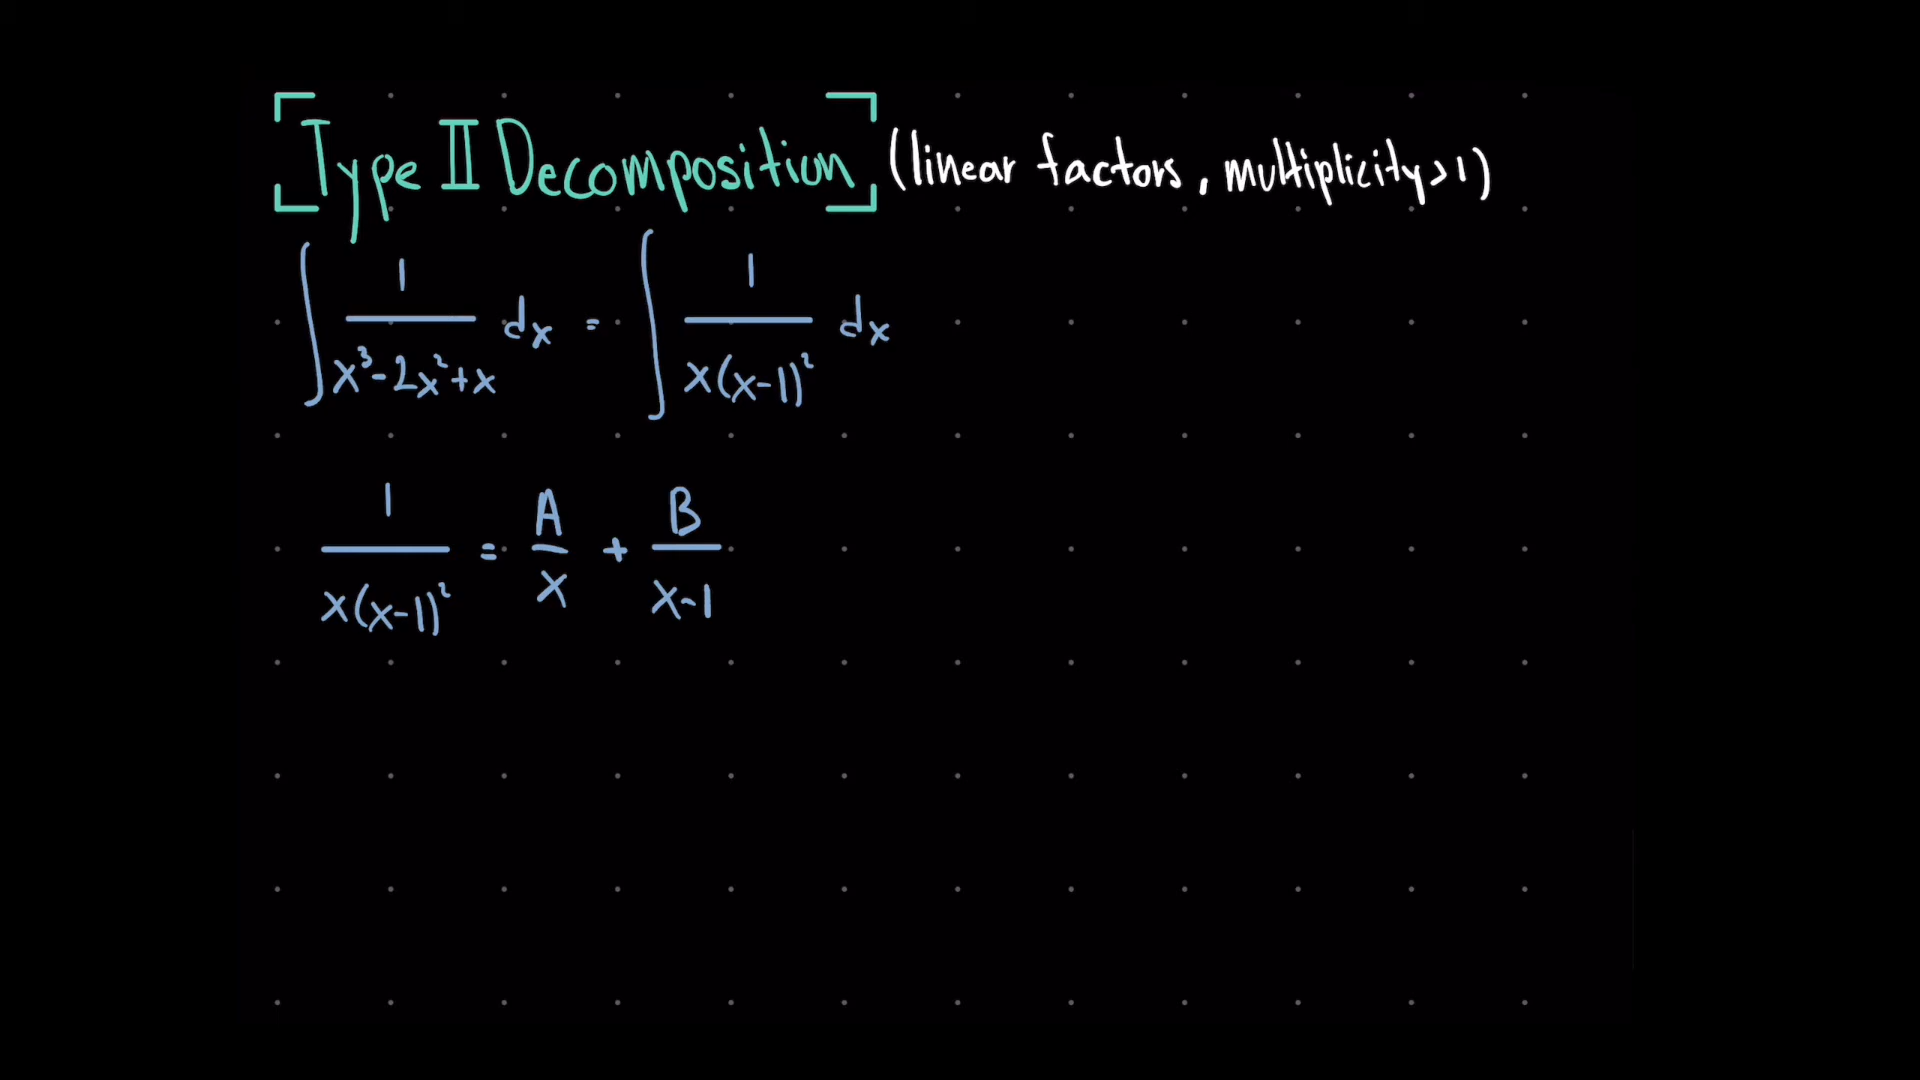 Type II Decomposition (linear factors, multiplicity>1)
∫ 1/(x³-2x²+x) dx = ∫ 1/(x(x-1)²) dx
1/(x(x-1)²) = A/x + B/(x-1)